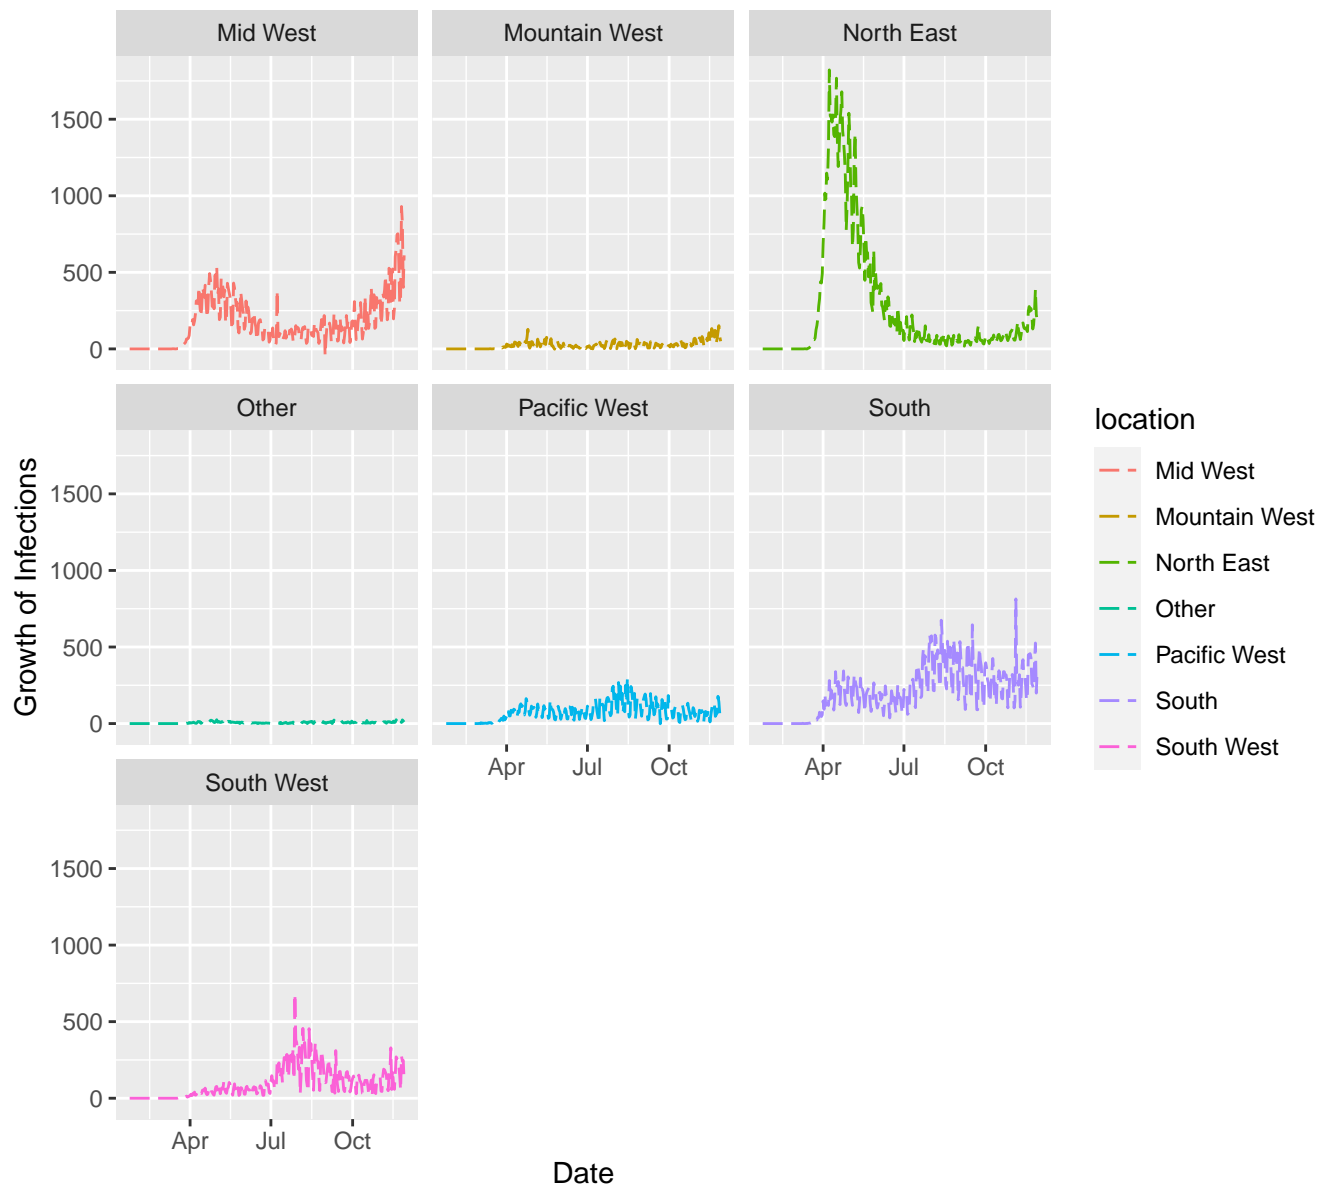 Mid West
Mountain West
North East
1500
1000
500
0
Other
Pacific West
South
1500
1000
500
0
Apr Jul Oct
Apr Jul Oct
South West
1500
1000
500
0
Apr Jul Oct
Growth of Infections
Date
location
Mid West
Mountain West
North East
Other
Pacific West
South
South West